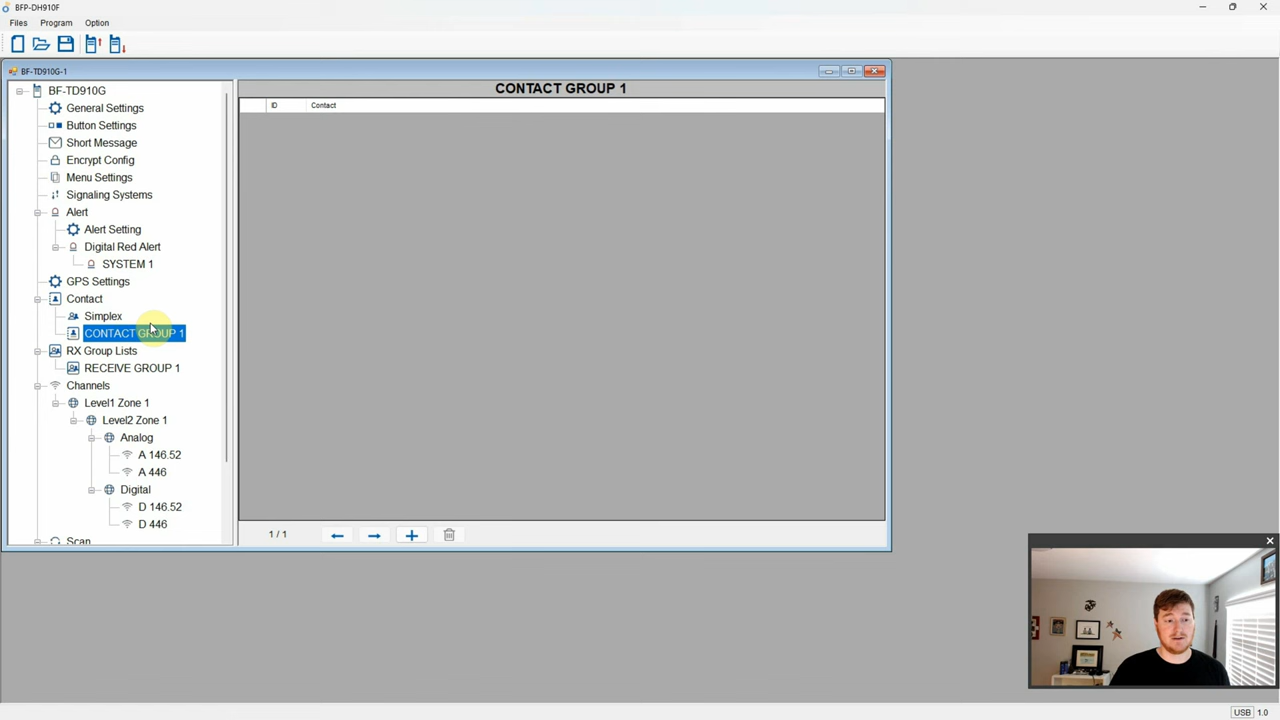 BFP-DH910F
Files Program Option
BF-TD910G-1
BF-TD910G
General Settings
Button Settings
Short Message
Encrypt Config
Menu Settings
Signaling Systems
Alert
Alert Setting
Digital Red Alert
SYSTEM 1
GPS Settings
Contact
Simplex
CONTACT GROUP 1
RX Group Lists
RECEIVE GROUP 1
Channels
Level1 Zone 1
Level2 Zone 1
Analog
A 146.52
A 446
Digital
D 146.52
D 446
Scan
CONTACT GROUP 1
ID Contact
1 / 1
USB 1.0